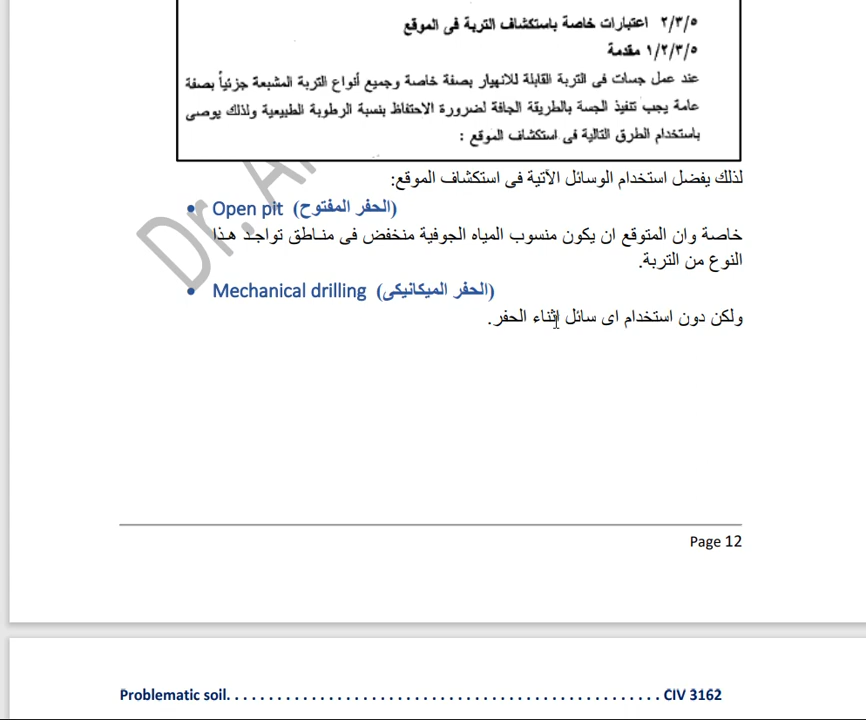 ٢/٣/٥ اعتبارات خاصة باستكشاف التربة فى الموقع
١/٢/٣/٥ مقدمة
عند عمل جسات فى التربة القابلة للانهيار بصفة خاصة وجميع أنواع التربة المشبعة جزئياً بصفة
عامة يجب تنفيذ الجسة بالطريقة الجافة لضرورة الاحتفاظ بنسبة الرطوبة الطبيعية ولذلك يوصى
باستخدام الطرق التالية فى استكشاف الموقع :
لذلك يفضل استخدام الوسائل الآتية فى استكشاف الموقع:
• Open pit (الحفر المفتوح)
خاصة وان المتوقع ان يكون منسوب المياه الجوفية منخفض فى مناطق تواجد هذا
النوع من التربة.
• Mechanical drilling (الحفر الميكانيكى)
ولكن دون استخدام اى سائل اثناء الحفر.
Dr.
Page 12
Problematic soil. . . . . . . . . . . . . . . . . . . . . . . . . . . . . . . . . . . . . . . . . . . . . . . . . . . . . . CIV 3162